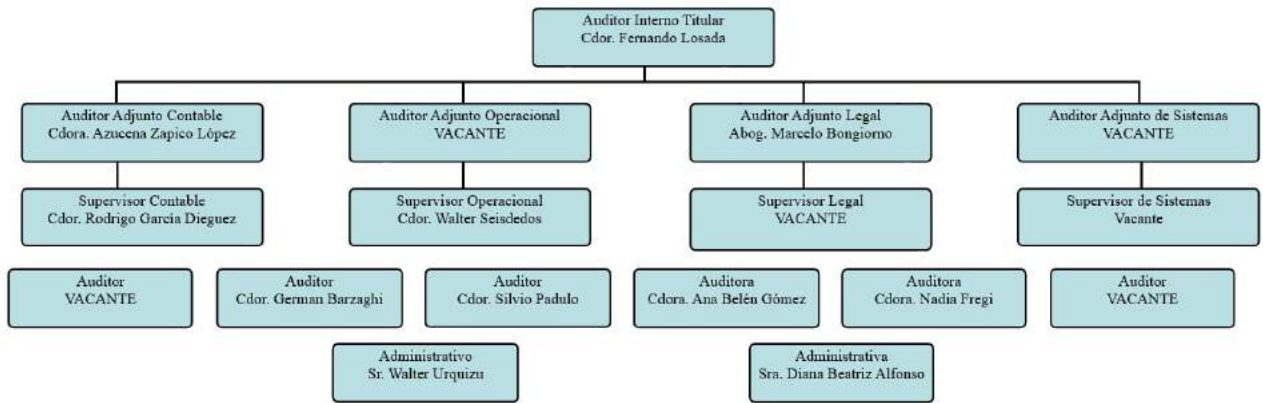 Auditor Interno Titular
Cdor. Fernando Losada
Auditor Adjunto Contable
Cdora. Azucena Zapico López
Auditor Adjunto Operacional
VACANTE
Auditor Adjunto Legal
Abog. Marcelo Bongiorno
Auditor Adjunto de Sistemas
VACANTE
Supervisor Contable
Cdor. Rodrigo García Dieguez
Supervisor Operacional
Cdor. Walter Seisdedos
Supervisor Legal
VACANTE
Supervisor de Sistemas
Vacante
Auditor
VACANTE
Auditor
Cdor. German Barzaghi
Auditor
Cdor. Silvio Padulo
Auditora
Cdora. Ana Belén Gómez
Auditora
Cdora. Nadia Fregi
Auditor
VACANTE
Administrativo
Sr. Walter Urquizu
Administrativa
Sra. Diana Beatriz Alfonso